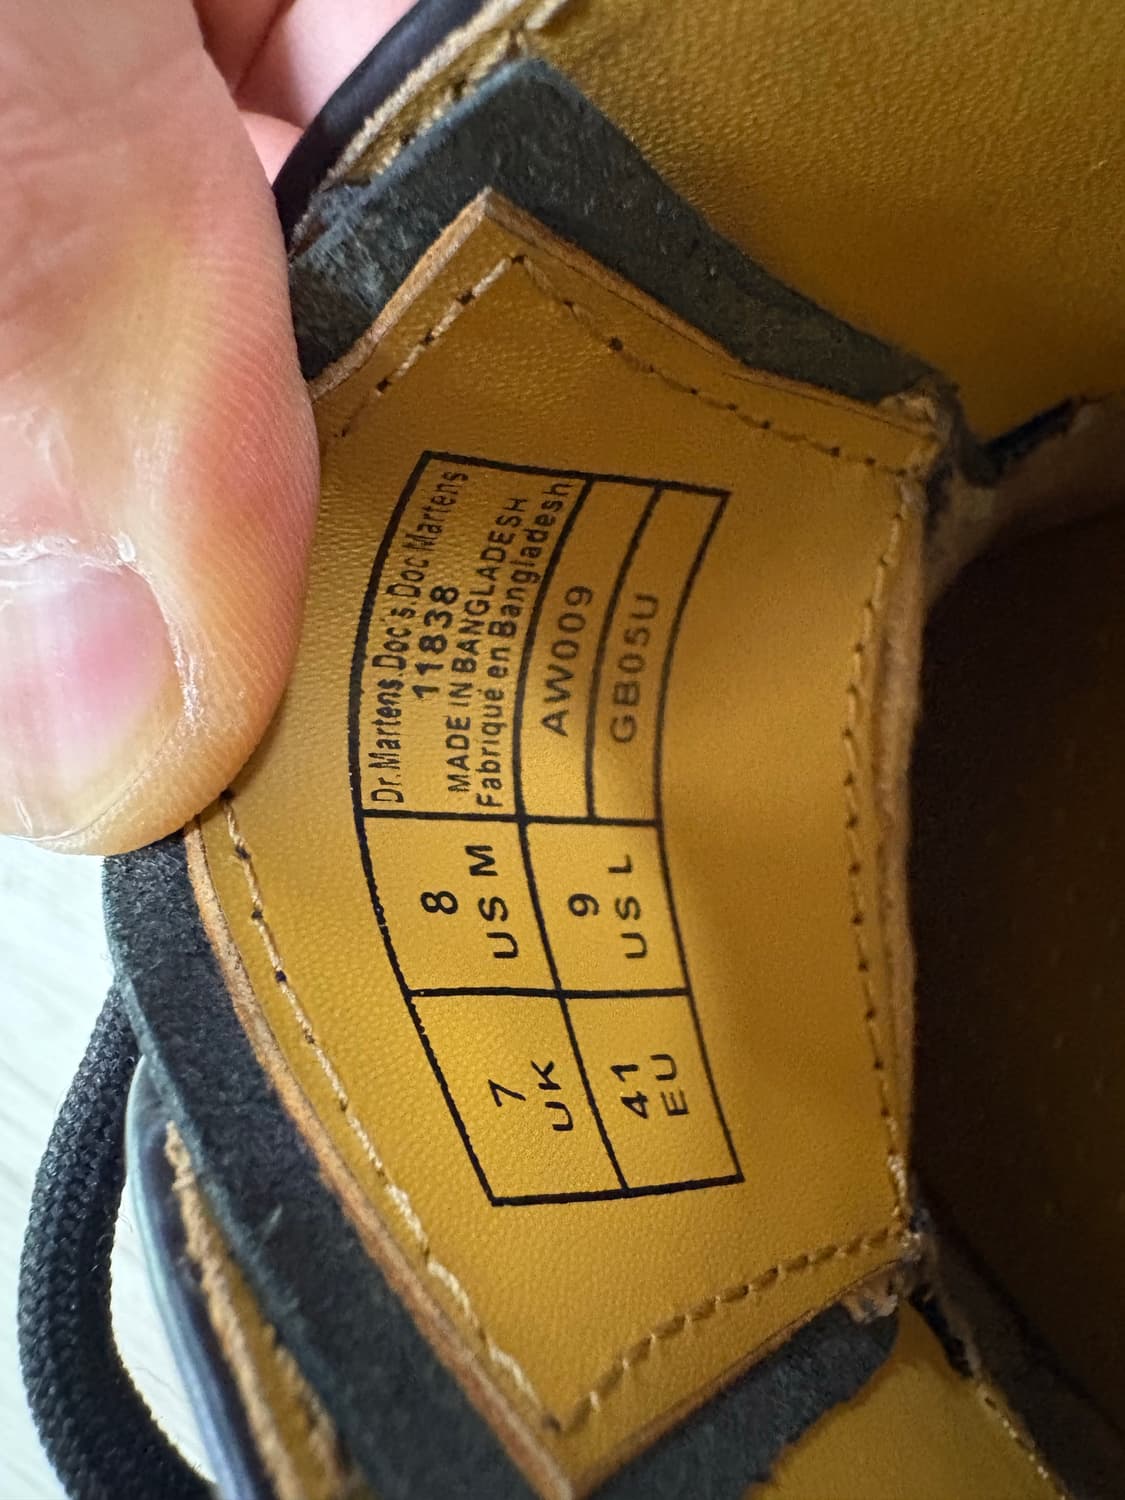 7
UK
8
US M
Dr.Martens.Doc's.Doc Martens
11838
MADE IN BANGLADESH
Fabriqué en Bangladesh
41
EU
9
US L
AW009
GB05U